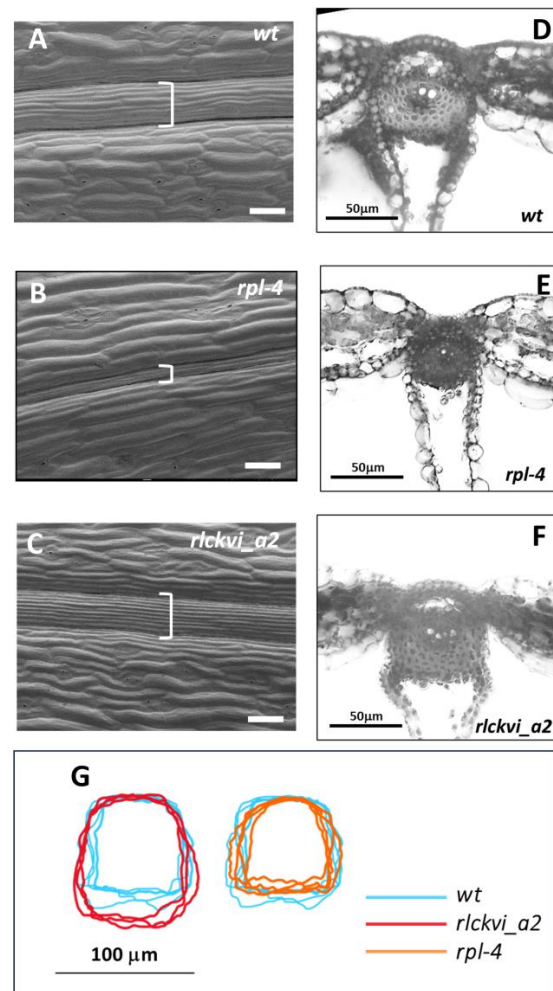 A
wt
D
50μm
wt
B
rpl-4
E
50μm
rpl-4
C
rlckvi_a2
F
50μm
rlckvi_a2
G
wt
rlckvi_a2
rpl-4
100 μm